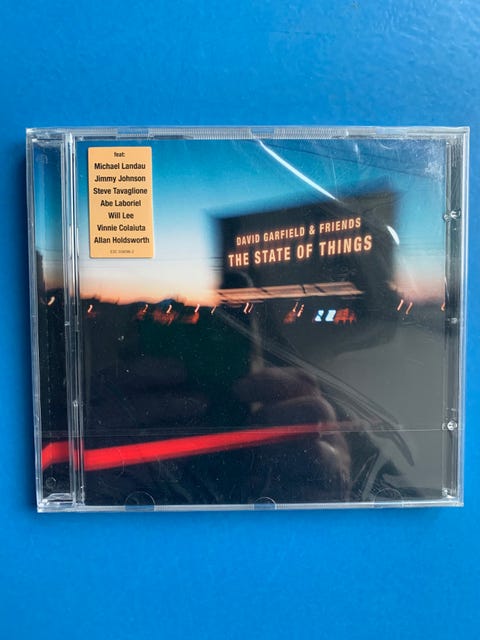 feat:
Michael Landau
Jimmy Johnson
Steve Tavaglione
Abe Laboriel
Will Lee
Vinnie Colaiuta
Allan Holdsworth
DAVID GARFIELD & FRIENDS
THE STATE OF THINGS